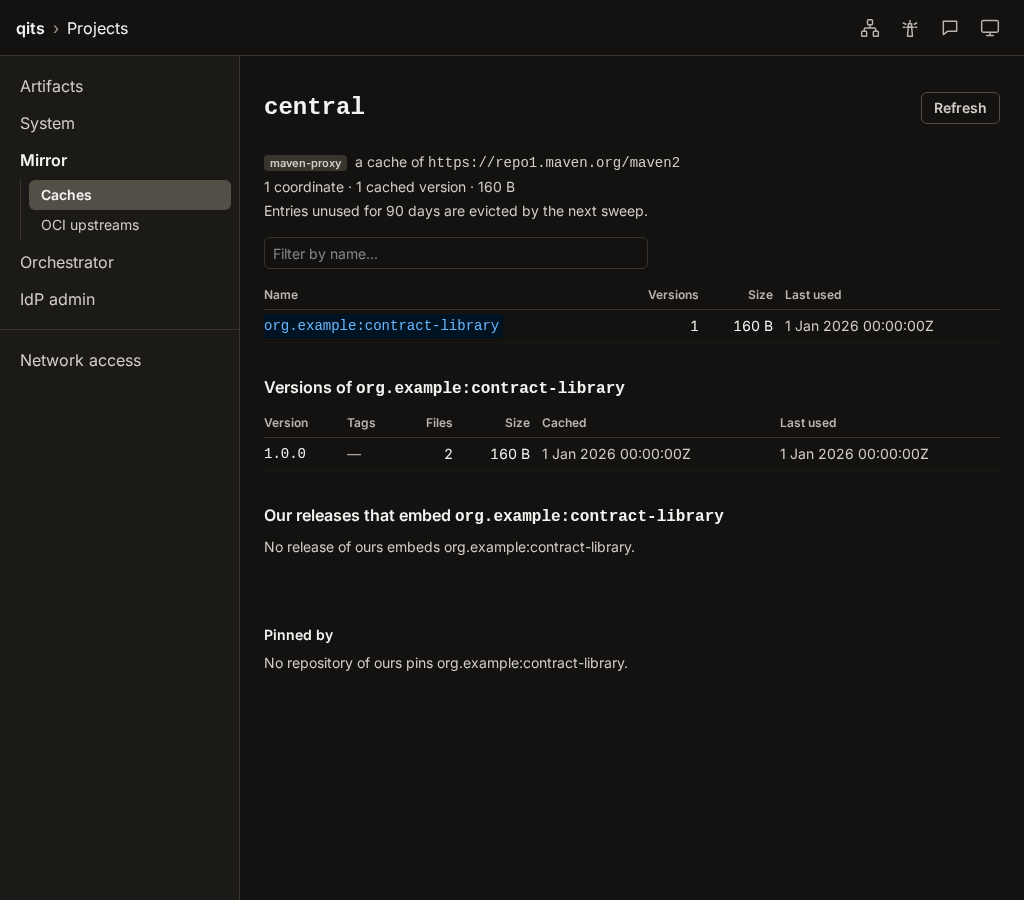 qits › Projects
Artifacts
System
Mirror
Caches
OCI upstreams
Orchestrator
IdP admin
Network access
central
Refresh
maven-proxy a cache of https://repo1.maven.org/maven2
1 coordinate · 1 cached version · 160 B
Entries unused for 90 days are evicted by the next sweep.
Filter by name...
Name Versions Size Last used
org.example:contract-library 1 160 B 1 Jan 2026 00:00:00Z
Versions of org.example:contract-library
Version Tags Files Size Cached Last used
1.0.0 — 2 160 B 1 Jan 2026 00:00:00Z 1 Jan 2026 00:00:00Z
Our releases that embed org.example:contract-library
No release of ours embeds org.example:contract-library.
Pinned by
No repository of ours pins org.example:contract-library.